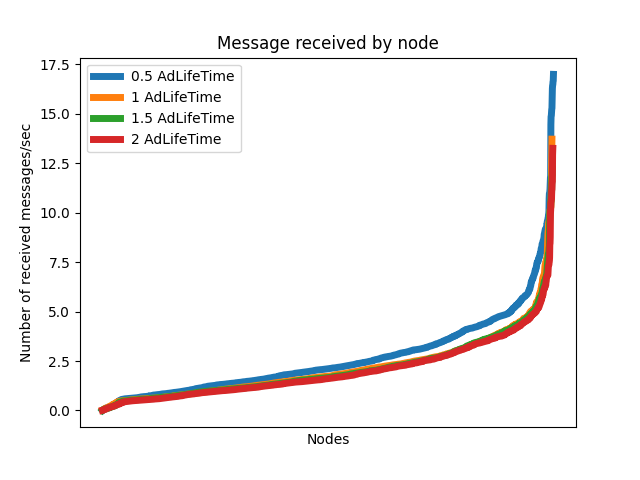 Message received by node
17.5
15.0
12.5
10.0
7.5
5.0
2.5
0.0
Number of received messages/sec
0.5 AdLifeTime
1 AdLifeTime
1.5 AdLifeTime
2 AdLifeTime
Nodes